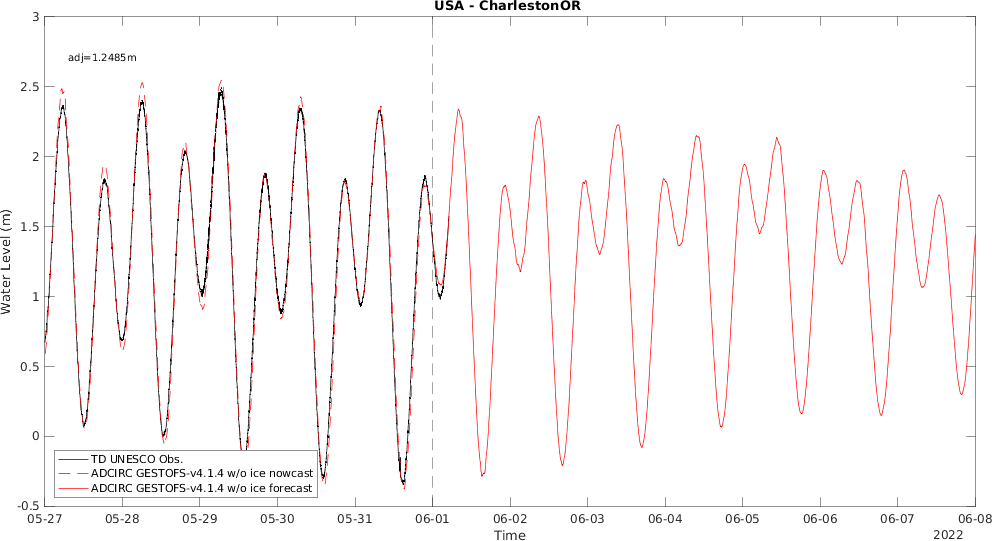 USA - CharlestonOR
adj=1.2485m
3
2.5
2
1.5
1
0.5
0
-0.5
Water Level (m)
TD UNESCO Obs.
ADCIRC GESTOFS-v4.1.4 w/o ice nowcast
ADCIRC GESTOFS-v4.1.4 w/o ice forecast
05-27 05-28 05-29 05-30 05-31 06-01 06-02 06-03 06-04 06-05 06-06 06-07 06-08
Time
2022